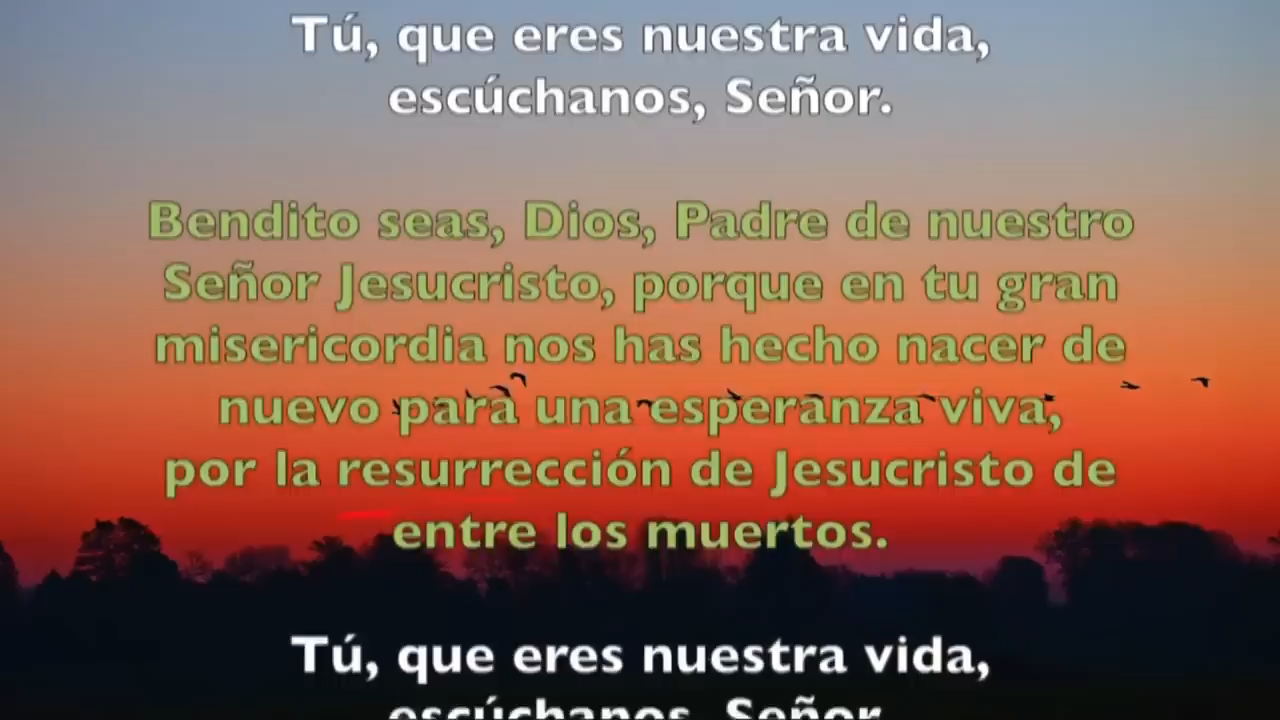 Tú, que eres nuestra vida,
escúchanos, Señor.
Bendito seas, Dios, Padre de nuestro
Señor Jesucristo, porque en tu gran
misericordia nos has hecho nacer de
nuevo para una esperanza viva,
por la resurrección de Jesucristo de
entre los muertos.
Tú, que eres nuestra vida,
escúchanos, Señor.